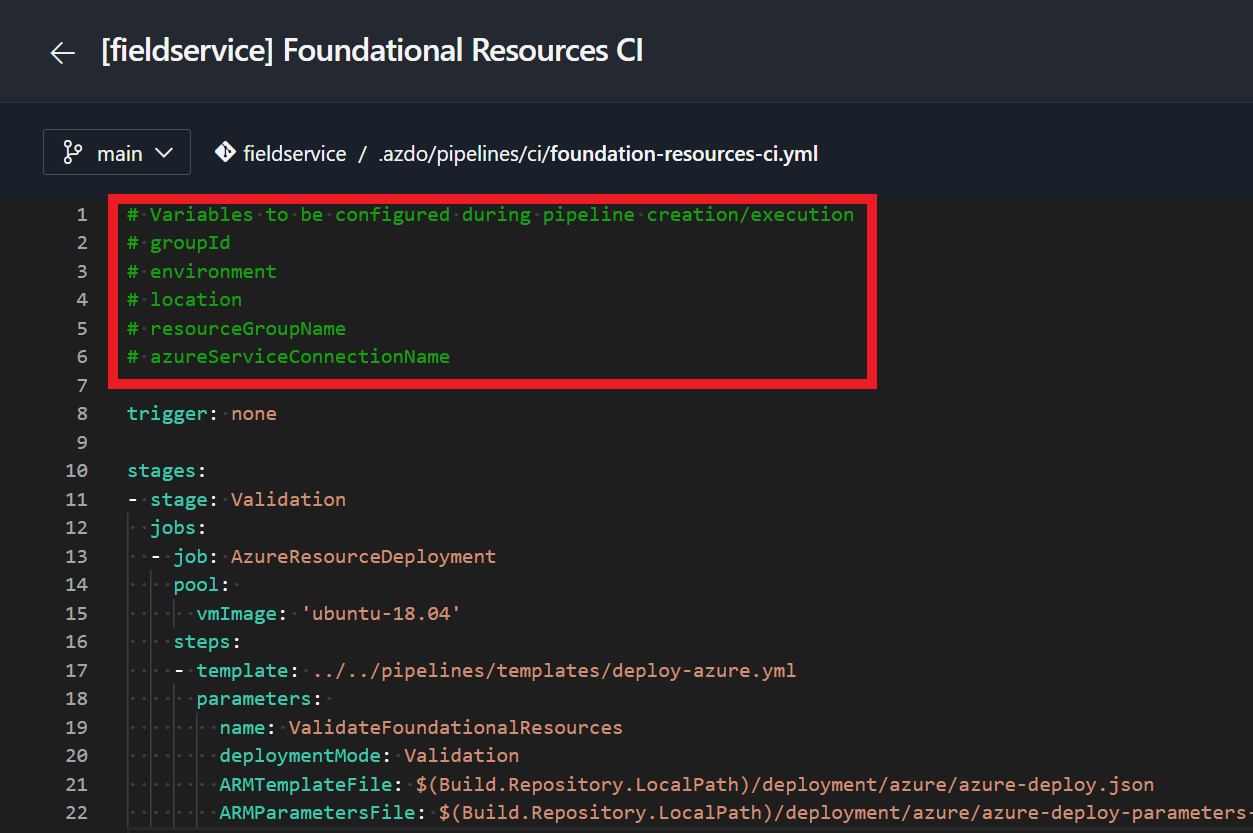 [fieldservice] Foundational Resources CI
main
fieldservice / .azdo/pipelines/ci/foundation-resources-ci.yml
1 # Variables to be configured during pipeline creation/execution
2 # groupId
3 # environment
4 # location
5 # resourceGroupName
6 # azureServiceConnectionName
7
8 trigger: none
9
10 stages:
11 - stage: Validation
12 jobs:
13 - job: AzureResourceDeployment
14 pool:
15 vmImage: 'ubuntu-18.04'
16 steps:
17 - template: ../../pipelines/templates/deploy-azure.yml
18 parameters:
19 name: ValidateFoundationalResources
20 deploymentMode: Validation
21 ARMTemplateFile: $(Build.Repository.LocalPath)/deployment/azure/azure-deploy.json
22 ARMParametersFile: $(Build.Repository.LocalPath)/deployment/azure/azure-deploy-parameters.